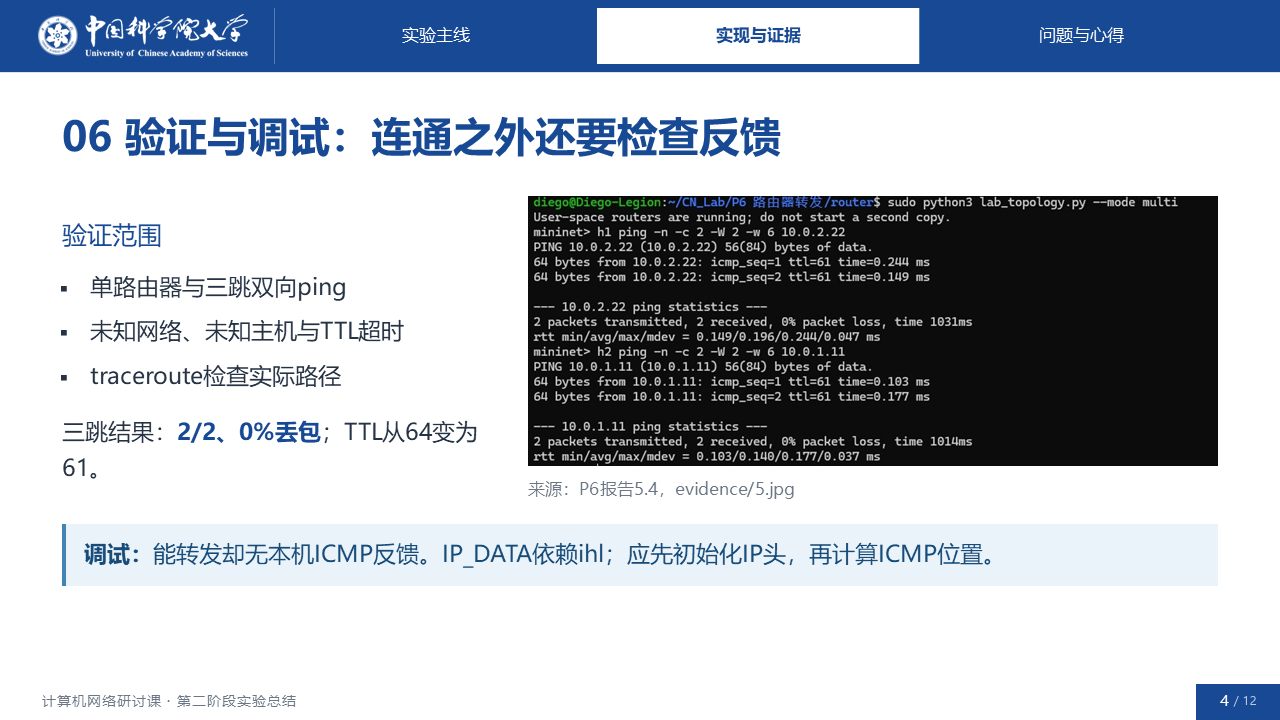 中国科学院大学
University of Chinese Academy of Sciences
实验主线
实现与证据
问题与心得
06 验证与调试：连通之外还要检查反馈
验证范围
▪ 单路由器与三跳双向ping
▪ 未知网络、未知主机与TTL超时
▪ traceroute检查实际路径
三跳结果：2/2、0%丢包；TTL从64变为
61。
diego@Diego-Legion:~/CN_Lab/P6 路由器转发/router$ sudo python3 lab_topology.py --mode multi
User-space routers are running; do not start a second copy.
mininet> h1 ping -n -c 2 -W 2 -w 6 10.0.2.22
PING 10.0.2.22 (10.0.2.22) 56(84) bytes of data.
64 bytes from 10.0.2.22: icmp_seq=1 ttl=61 time=0.244 ms
64 bytes from 10.0.2.22: icmp_seq=2 ttl=61 time=0.149 ms
--- 10.0.2.22 ping statistics ---
2 packets transmitted, 2 received, 0% packet loss, time 1031ms
rtt min/avg/max/mdev = 0.149/0.196/0.244/0.047 ms
mininet> h2 ping -n -c 2 -W 2 -w 6 10.0.1.11
PING 10.0.1.11 (10.0.1.11) 56(84) bytes of data.
64 bytes from 10.0.1.11: icmp_seq=1 ttl=61 time=0.103 ms
64 bytes from 10.0.1.11: icmp_seq=2 ttl=61 time=0.177 ms
--- 10.0.1.11 ping statistics ---
2 packets transmitted, 2 received, 0% packet loss, time 1014ms
rtt min/avg/max/mdev = 0.103/0.140/0.177/0.037 ms
来源：P6报告5.4，evidence/5.jpg
调试：能转发却无本机ICMP反馈。IP_DATA依赖ihl；应先初始化IP头，再计算ICMP位置。
计算机网络研讨课 · 第二阶段实验总结
4 / 12